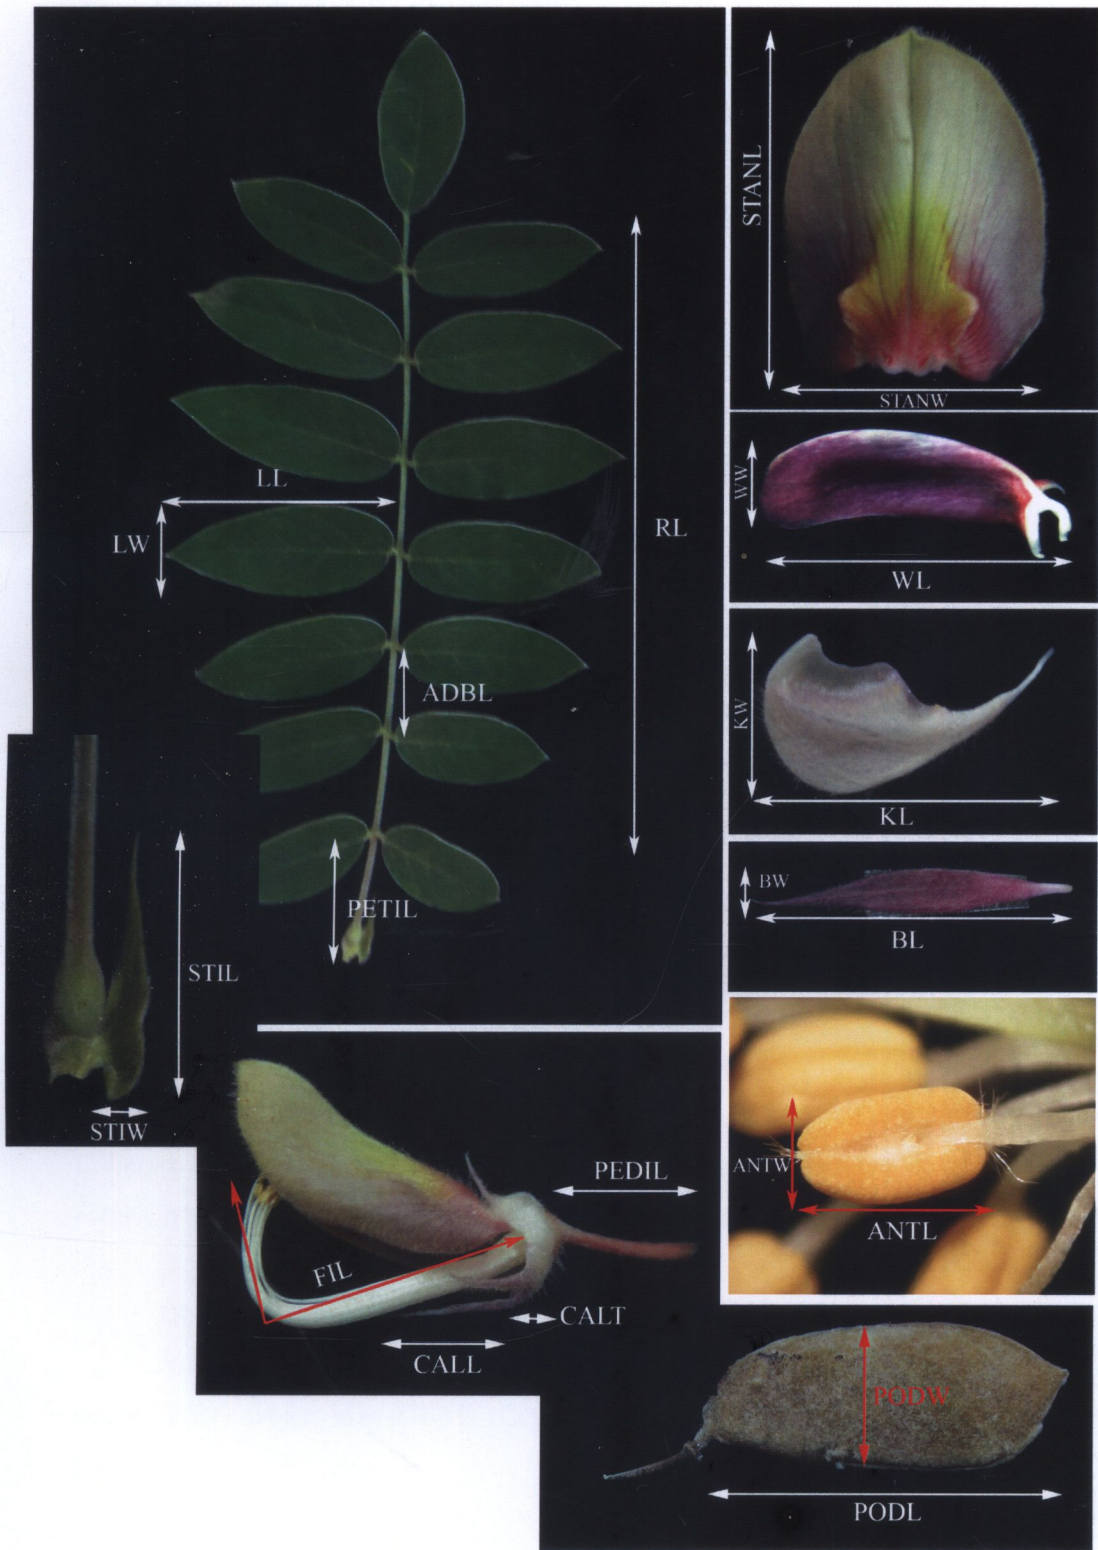 LL
LW
RL
ADBL
PETIL
STIL
STIW
STANL
STANW
WW
WL
KW
KL
BW
BL
ANTW
ANTL
PEDIL
FIL
CALT
CALL
PODW
PODL